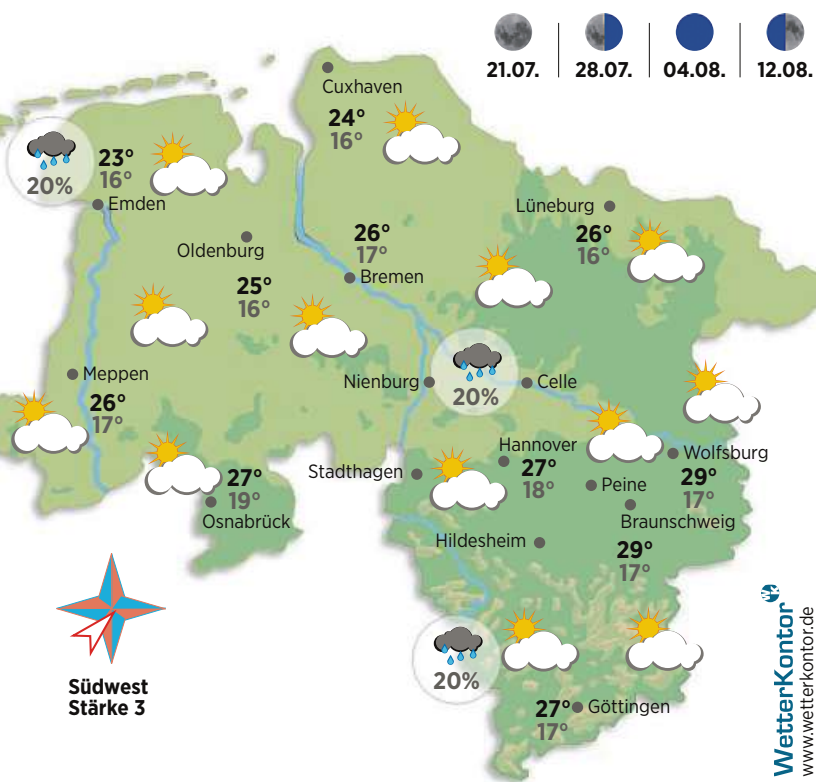 21.07.
28.07.
04.08.
12.08.
Cuxhaven
24°
16°
20%
23°
16°
Emden
Lüneburg
26°
16°
Oldenburg
25°
16°
26°
17°
Bremen
Meppen
26°
17°
Nienburg
20%
Celle
27°
19°
Osnabrück
Stadthagen
Hannover
27°
18°
Wolfsburg
29°
17°
Peine
Braunschweig
29°
17°
Hildesheim
Südwest
Stärke 3
20%
27°
17°
Göttingen
WK
WetterKontor
www.wetterkontor.de